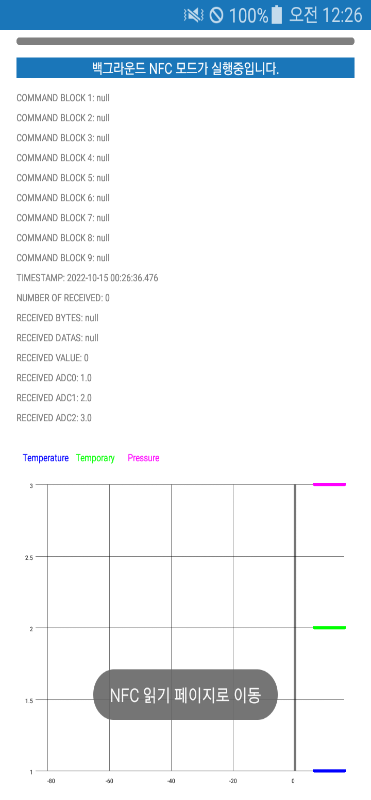 100% 오전 12:26
백그라운드 NFC 모드가 실행중입니다.
COMMAND BLOCK 1: null
COMMAND BLOCK 2: null
COMMAND BLOCK 3: null
COMMAND BLOCK 4: null
COMMAND BLOCK 5: null
COMMAND BLOCK 6: null
COMMAND BLOCK 7: null
COMMAND BLOCK 8: null
COMMAND BLOCK 9: null
TIMESTAMP: 2022-10-15 00:26:36.476
NUMBER OF RECEIVED: 0
RECEIVED BYTES: null
RECEIVED DATAS: null
RECEIVED VALUE: 0
RECEIVED ADC0: 1.0
RECEIVED ADC1: 2.0
RECEIVED ADC2: 3.0
Temperature Temporary Pressure
3
2.5
2
1.5
NFC 읽기 페이지로 이동
1
-80 -60 -40 -20 0